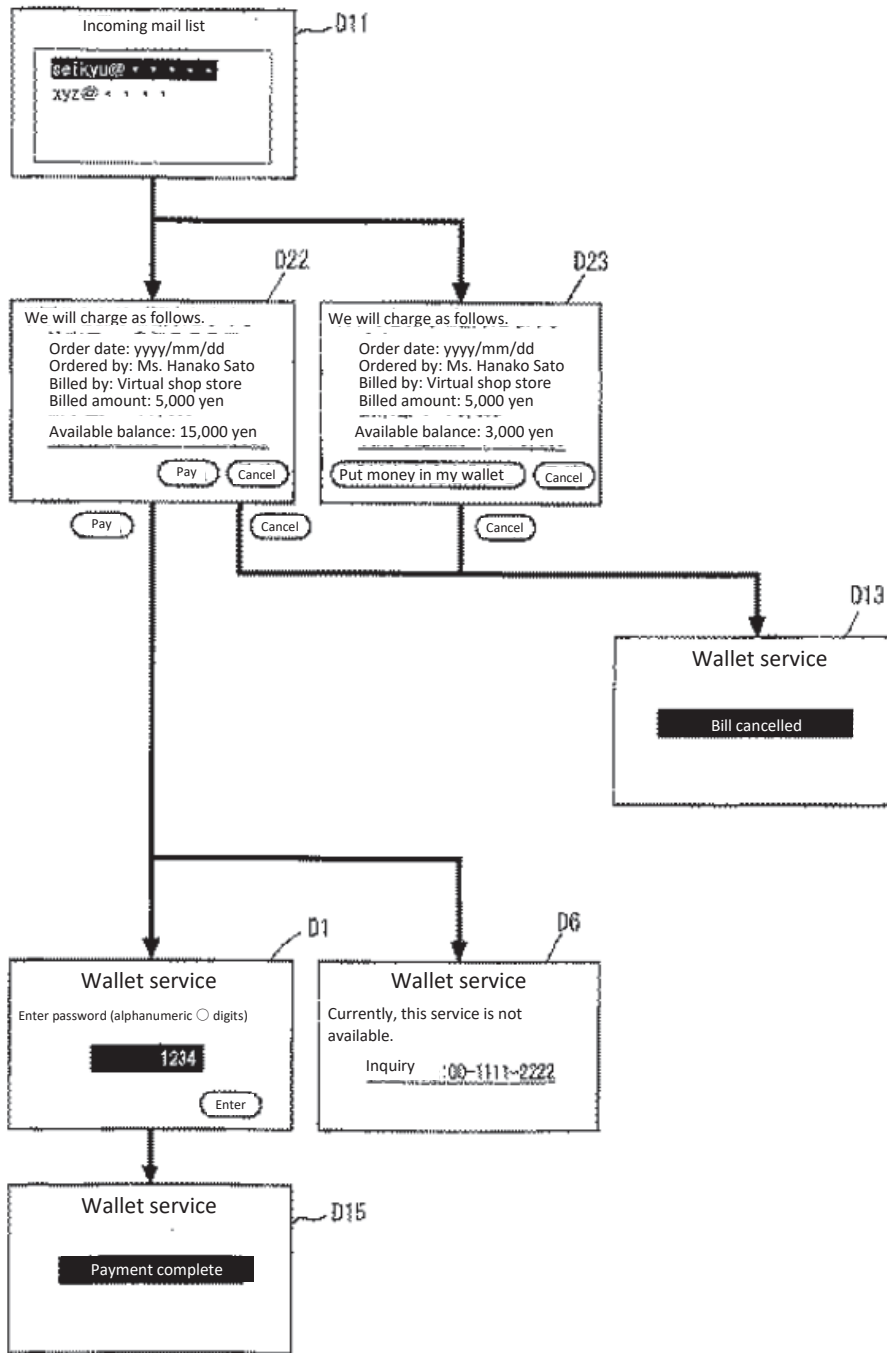 Incoming mail list
D11
seikyu@・・・・・
xyz@・・・・
D22
We will charge as follows.
Order date: yyyy/mm/dd
Ordered by: Ms. Hanako Sato
Billed by: Virtual shop store
Billed amount: 5,000 yen
Available balance: 15,000 yen
Pay Cancel
D23
We will charge as follows.
Order date: yyyy/mm/dd
Ordered by: Ms. Hanako Sato
Billed by: Virtual shop store
Billed amount: 5,000 yen
Available balance: 3,000 yen
Put money in my wallet Cancel
Pay
Cancel
Cancel
D13
Wallet service
Bill cancelled
D1
Wallet service
Enter password (alphanumeric ○ digits)
1234
Enter
D6
Wallet service
Currently, this service is not
available.
Inquiry :00-1111-2222
Wallet service
D15
Payment complete